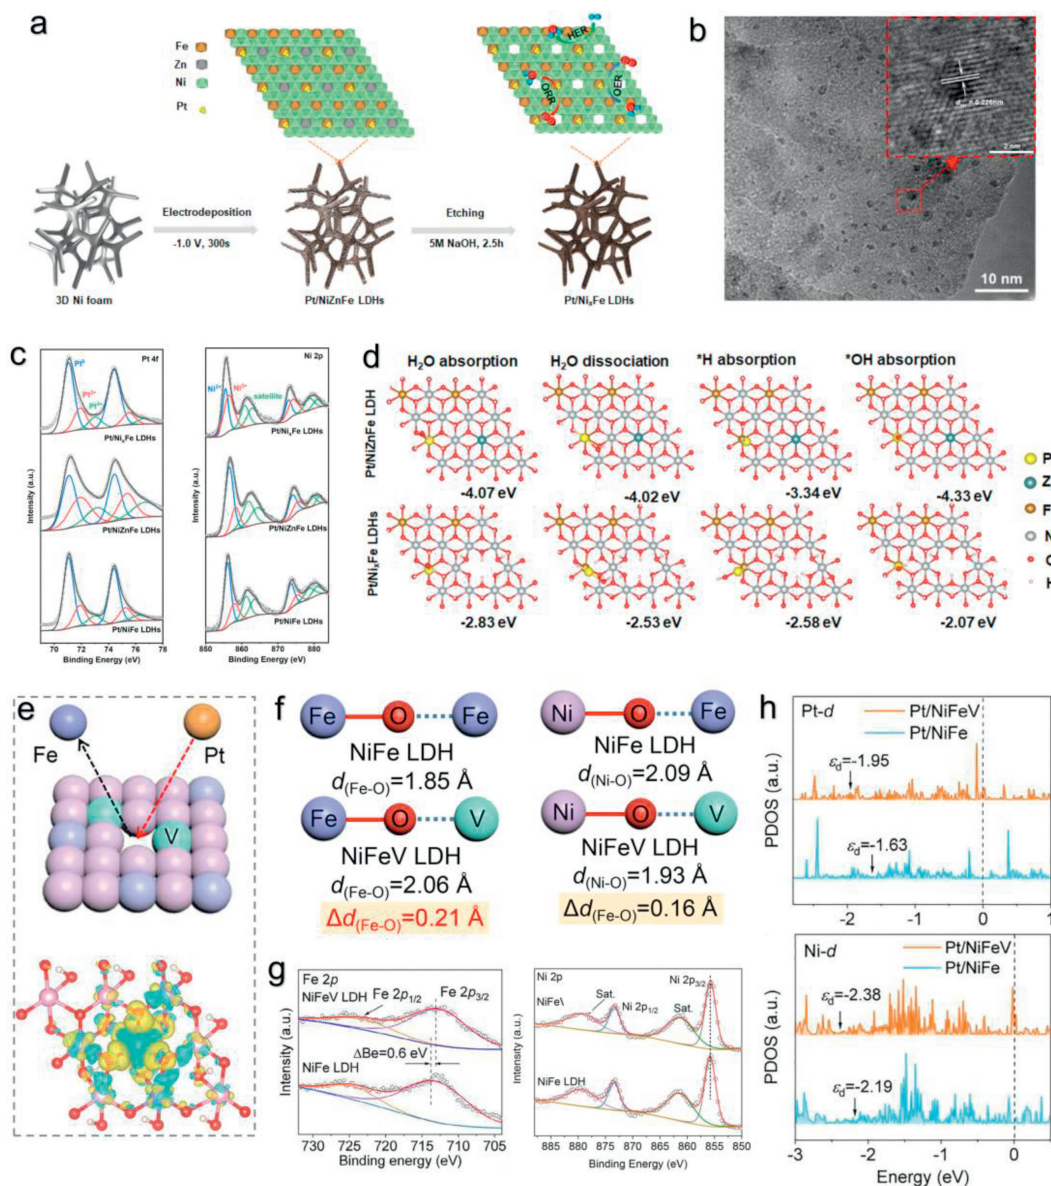 a
Fe
Zn
Ni
Pt
HER
ORR
OER
Electrodeposition
-1.0 V, 300s
Etching
5M NaOH, 2.5h
3D Ni foam
Pt/NiZnFe LDHs
Pt/NiₓFe LDHs
b
2 nm
10 nm
c
Pt 4f
Pt⁰
Pt²⁺
Pt⁴⁺
Pt/NiₓFe LDHs
Pt/NiZnFe LDHs
Pt/NiFe LDHs
Intensity (a.u.)
70 72 74 76 78
Binding Energy (eV)
Ni 2p
Ni²⁺
Ni³⁺
satellite
Pt/NiₓFe LDHs
Pt/NiZnFe LDHs
Pt/NiFe LDHs
Intensity (a.u.)
850 860 870 880
Binding Energy (eV)
d
H₂O absorption
H₂O dissociation
*H absorption
*OH absorption
Pt/NiZnFe LDH
-4.07 eV
-4.02 eV
-3.34 eV
-4.33 eV
Pt/NiₓFe LDHs
-2.83 eV
-2.53 eV
-2.58 eV
-2.07 eV
P
Z
F
N
O
H
e
Fe
Pt
V
f
Fe O Fe
NiFe LDH
d(Fe-O)=1.85 Å
Fe O V
NiFeV LDH
d(Fe-O)=2.06 Å
Δd(Fe-O)=0.21 Å
Ni O Fe
NiFe LDH
d(Ni-O)=2.09 Å
Ni O V
NiFeV LDH
d(Ni-O)=1.93 Å
Δd(Fe-O)=0.16 Å
g
Fe 2p
NiFeV LDH
Fe 2p1/2
Fe 2p3/2
ΔBe=0.6 eV
NiFe LDH
Intensity (a.u.)
730 725 720 715 710 705
Binding energy (eV)
Ni 2p
Ni 2p3/2
Sat.
Ni 2p1/2
Sat.
NiFe LDH
Intensity (a.u.)
885 880 875 870 865 860 855 850
Binding Energy (eV)
h
Pt-d
Pt/NiFeV
Pt/NiFe
εd=-1.95
εd=-1.63
PDOS (a.u.)
-2 -1 0 1
Ni-d
Pt/NiFeV
Pt/NiFe
εd=-2.38
εd=-2.19
PDOS (a.u.)
-3 -2 -1 0 1
Energy (eV)